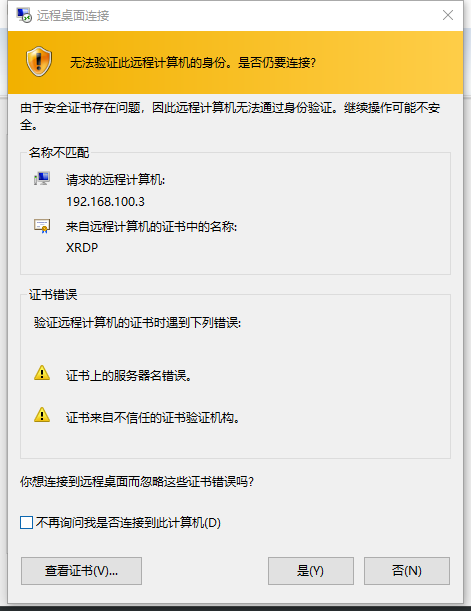 远程桌面连接
无法验证此远程计算机的身份。是否仍要连接?
由于安全证书存在问题，因此远程计算机无法通过身份验证。继续操作可能不安
全。
名称不匹配
请求的远程计算机:
192.168.100.3
来自远程计算机的证书中的名称:
XRDP
证书错误
验证远程计算机的证书时遇到下列错误:
证书上的服务器名错误。
证书来自不信任的证书验证机构。
你想连接到远程桌面而忽略这些证书错误吗?
不再询问我是否连接到此计算机(D)
查看证书(V)...
是(Y)
否(N)